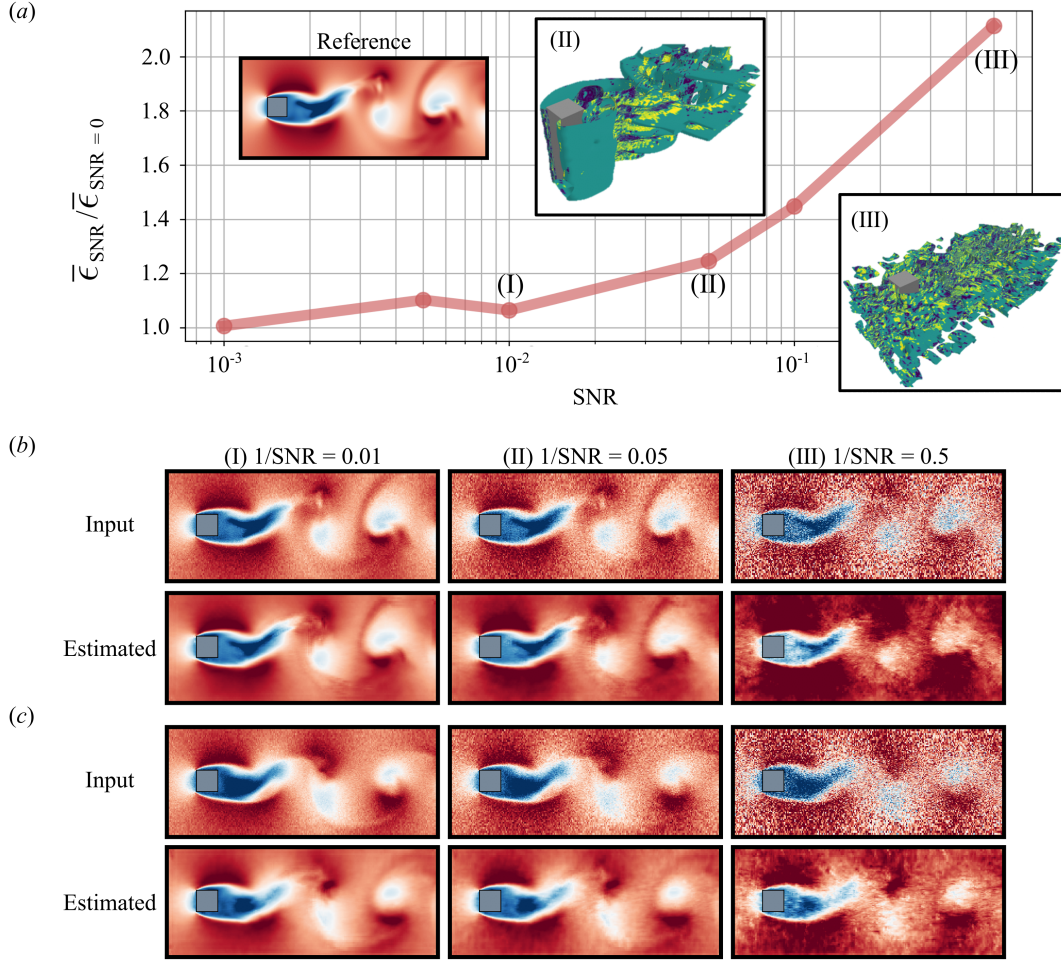 (a)
Reference
(II)
(III)
2.0
1.8
1.6
1.4
1.2
1.0
ε̅SNR / ε̅SNR = 0
(I)
(II)
(III)
10⁻³
10⁻²
10⁻¹
SNR
(b)
(I) 1/SNR = 0.01
(II) 1/SNR = 0.05
(III) 1/SNR = 0.5
Input
Estimated
(c)
Input
Estimated